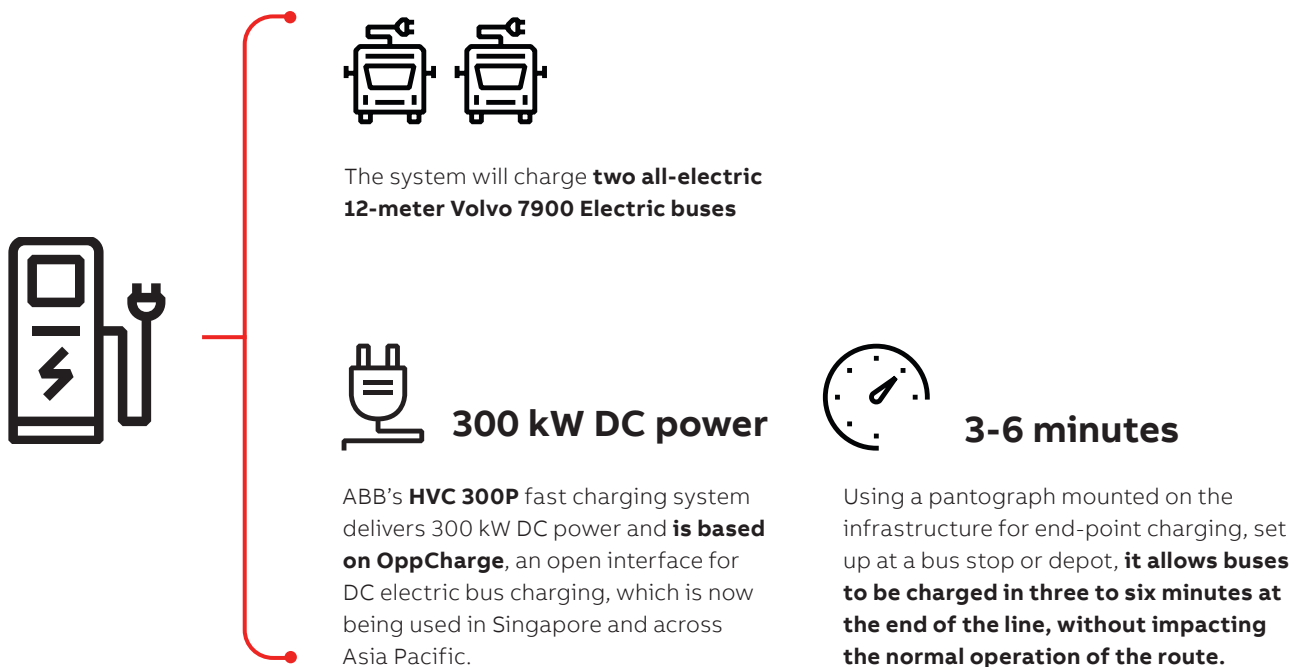 The system will charge two all-electric
12-meter Volvo 7900 Electric buses
300 kW DC power
ABB’s HVC 300P fast charging system
delivers 300 kW DC power and is based
on OppCharge, an open interface for
DC electric bus charging, which is now
being used in Singapore and across
Asia Pacific.
3-6 minutes
Using a pantograph mounted on the
infrastructure for end-point charging, set
up at a bus stop or depot, it allows buses
to be charged in three to six minutes at
the end of the line, without impacting
the normal operation of the route.